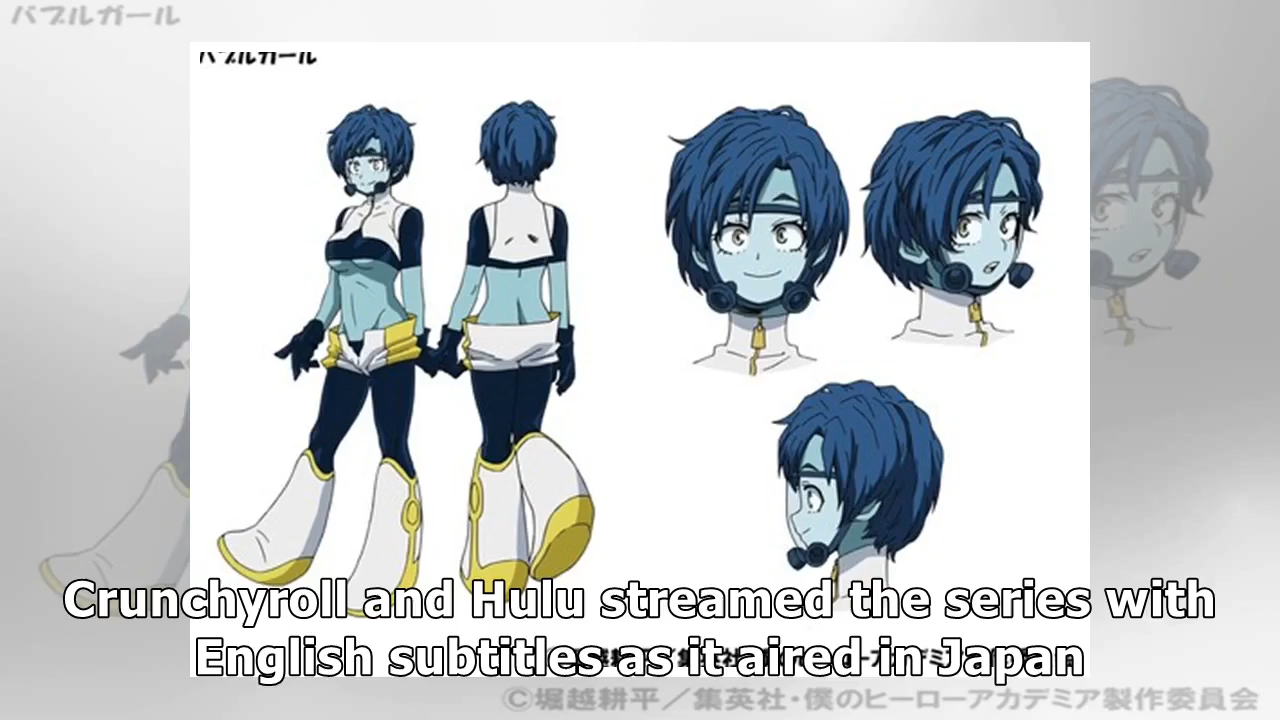 バブルガール
バブルガール
Crunchyroll and Hulu streamed the series with
English subtitles as it aired in Japan
©堀越耕平／集英社・僕のヒーローアカデミア製作委員会